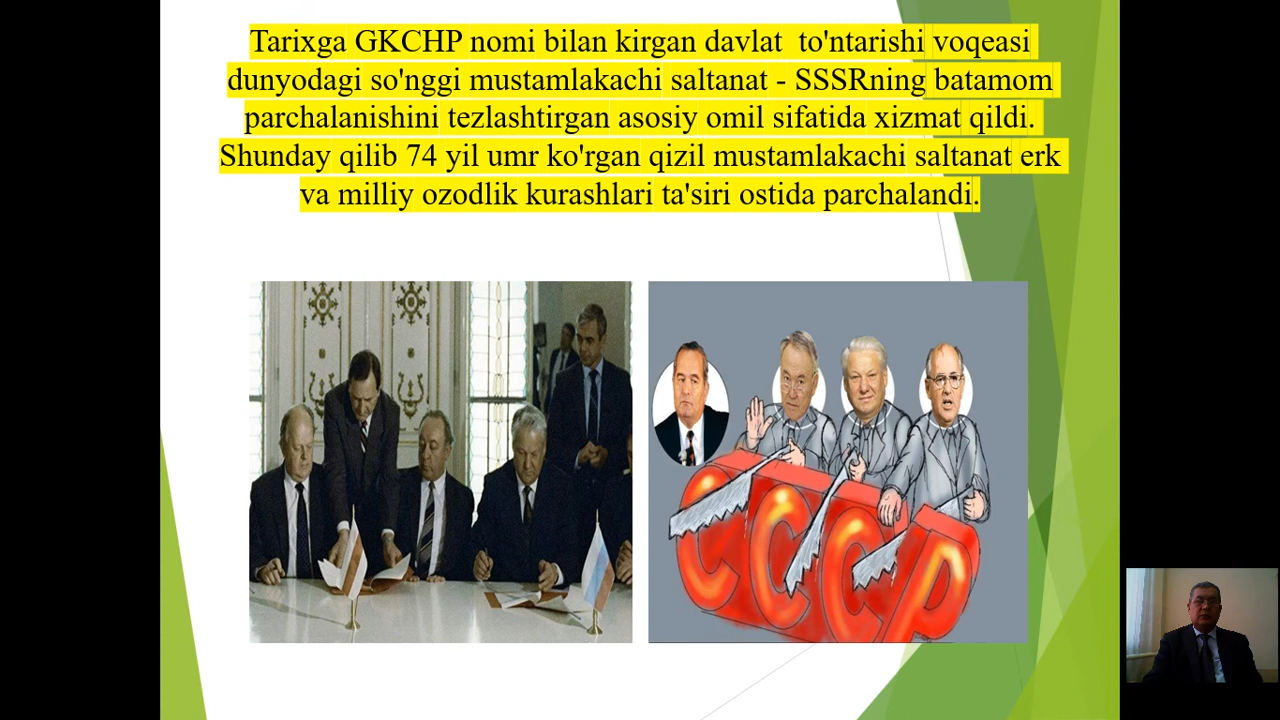 Tarixga GKCHP nomi bilan kirgan davlat to'ntarishi voqeasi
dunyodagi so'nggi mustamlakachi saltanat - SSSRning batamom
parchalanishini tezlashtirgan asosiy omil sifatida xizmat qildi.
Shunday qilib 74 yil umr ko'rgan qizil mustamlakachi saltanat erk
va milliy ozodlik kurashlari ta'siri ostida parchalandi.
СССР